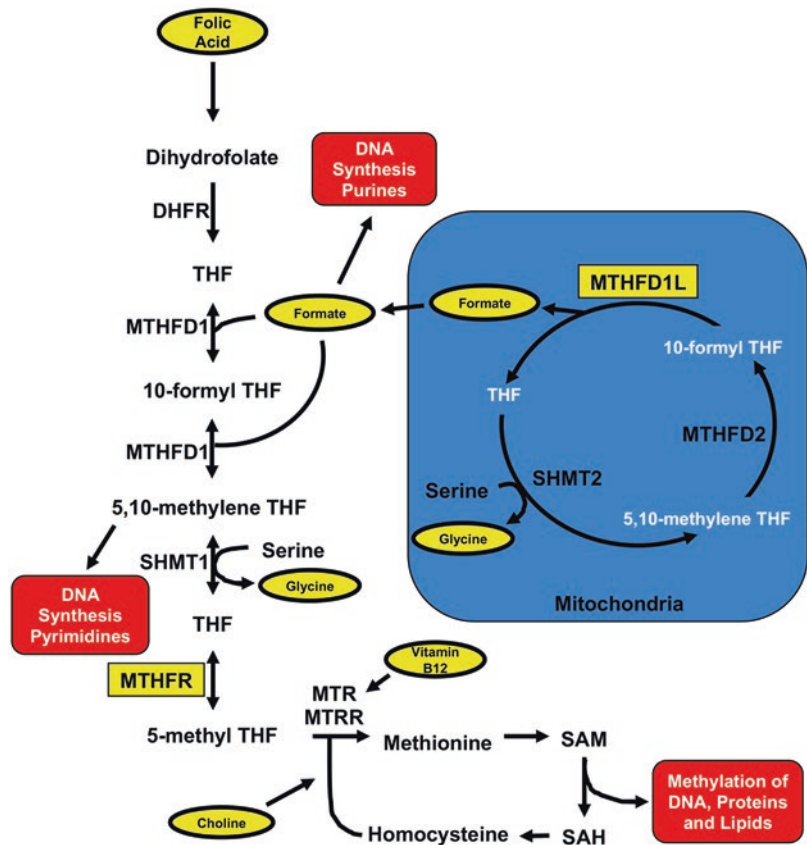 Folic
Acid
Dihydrofolate
DHFR
THF
MTHFD1
10-formyl THF
MTHFD1
5,10-methylene THF
SHMT1
Serine
Glycine
DNA
Synthesis
Pyrimidines
THF
MTHFR
5-methyl THF
DNA
Synthesis
Purines
Formate
Formate
MTHFD1L
10-formyl THF
THF
MTHFD2
SHMT2
Serine
Glycine
5,10-methylene THF
Mitochondria
Vitamin
B12
MTR
MTRR
Methionine
SAM
Choline
Homocysteine
SAH
Methylation of
DNA, Proteins
and Lipids